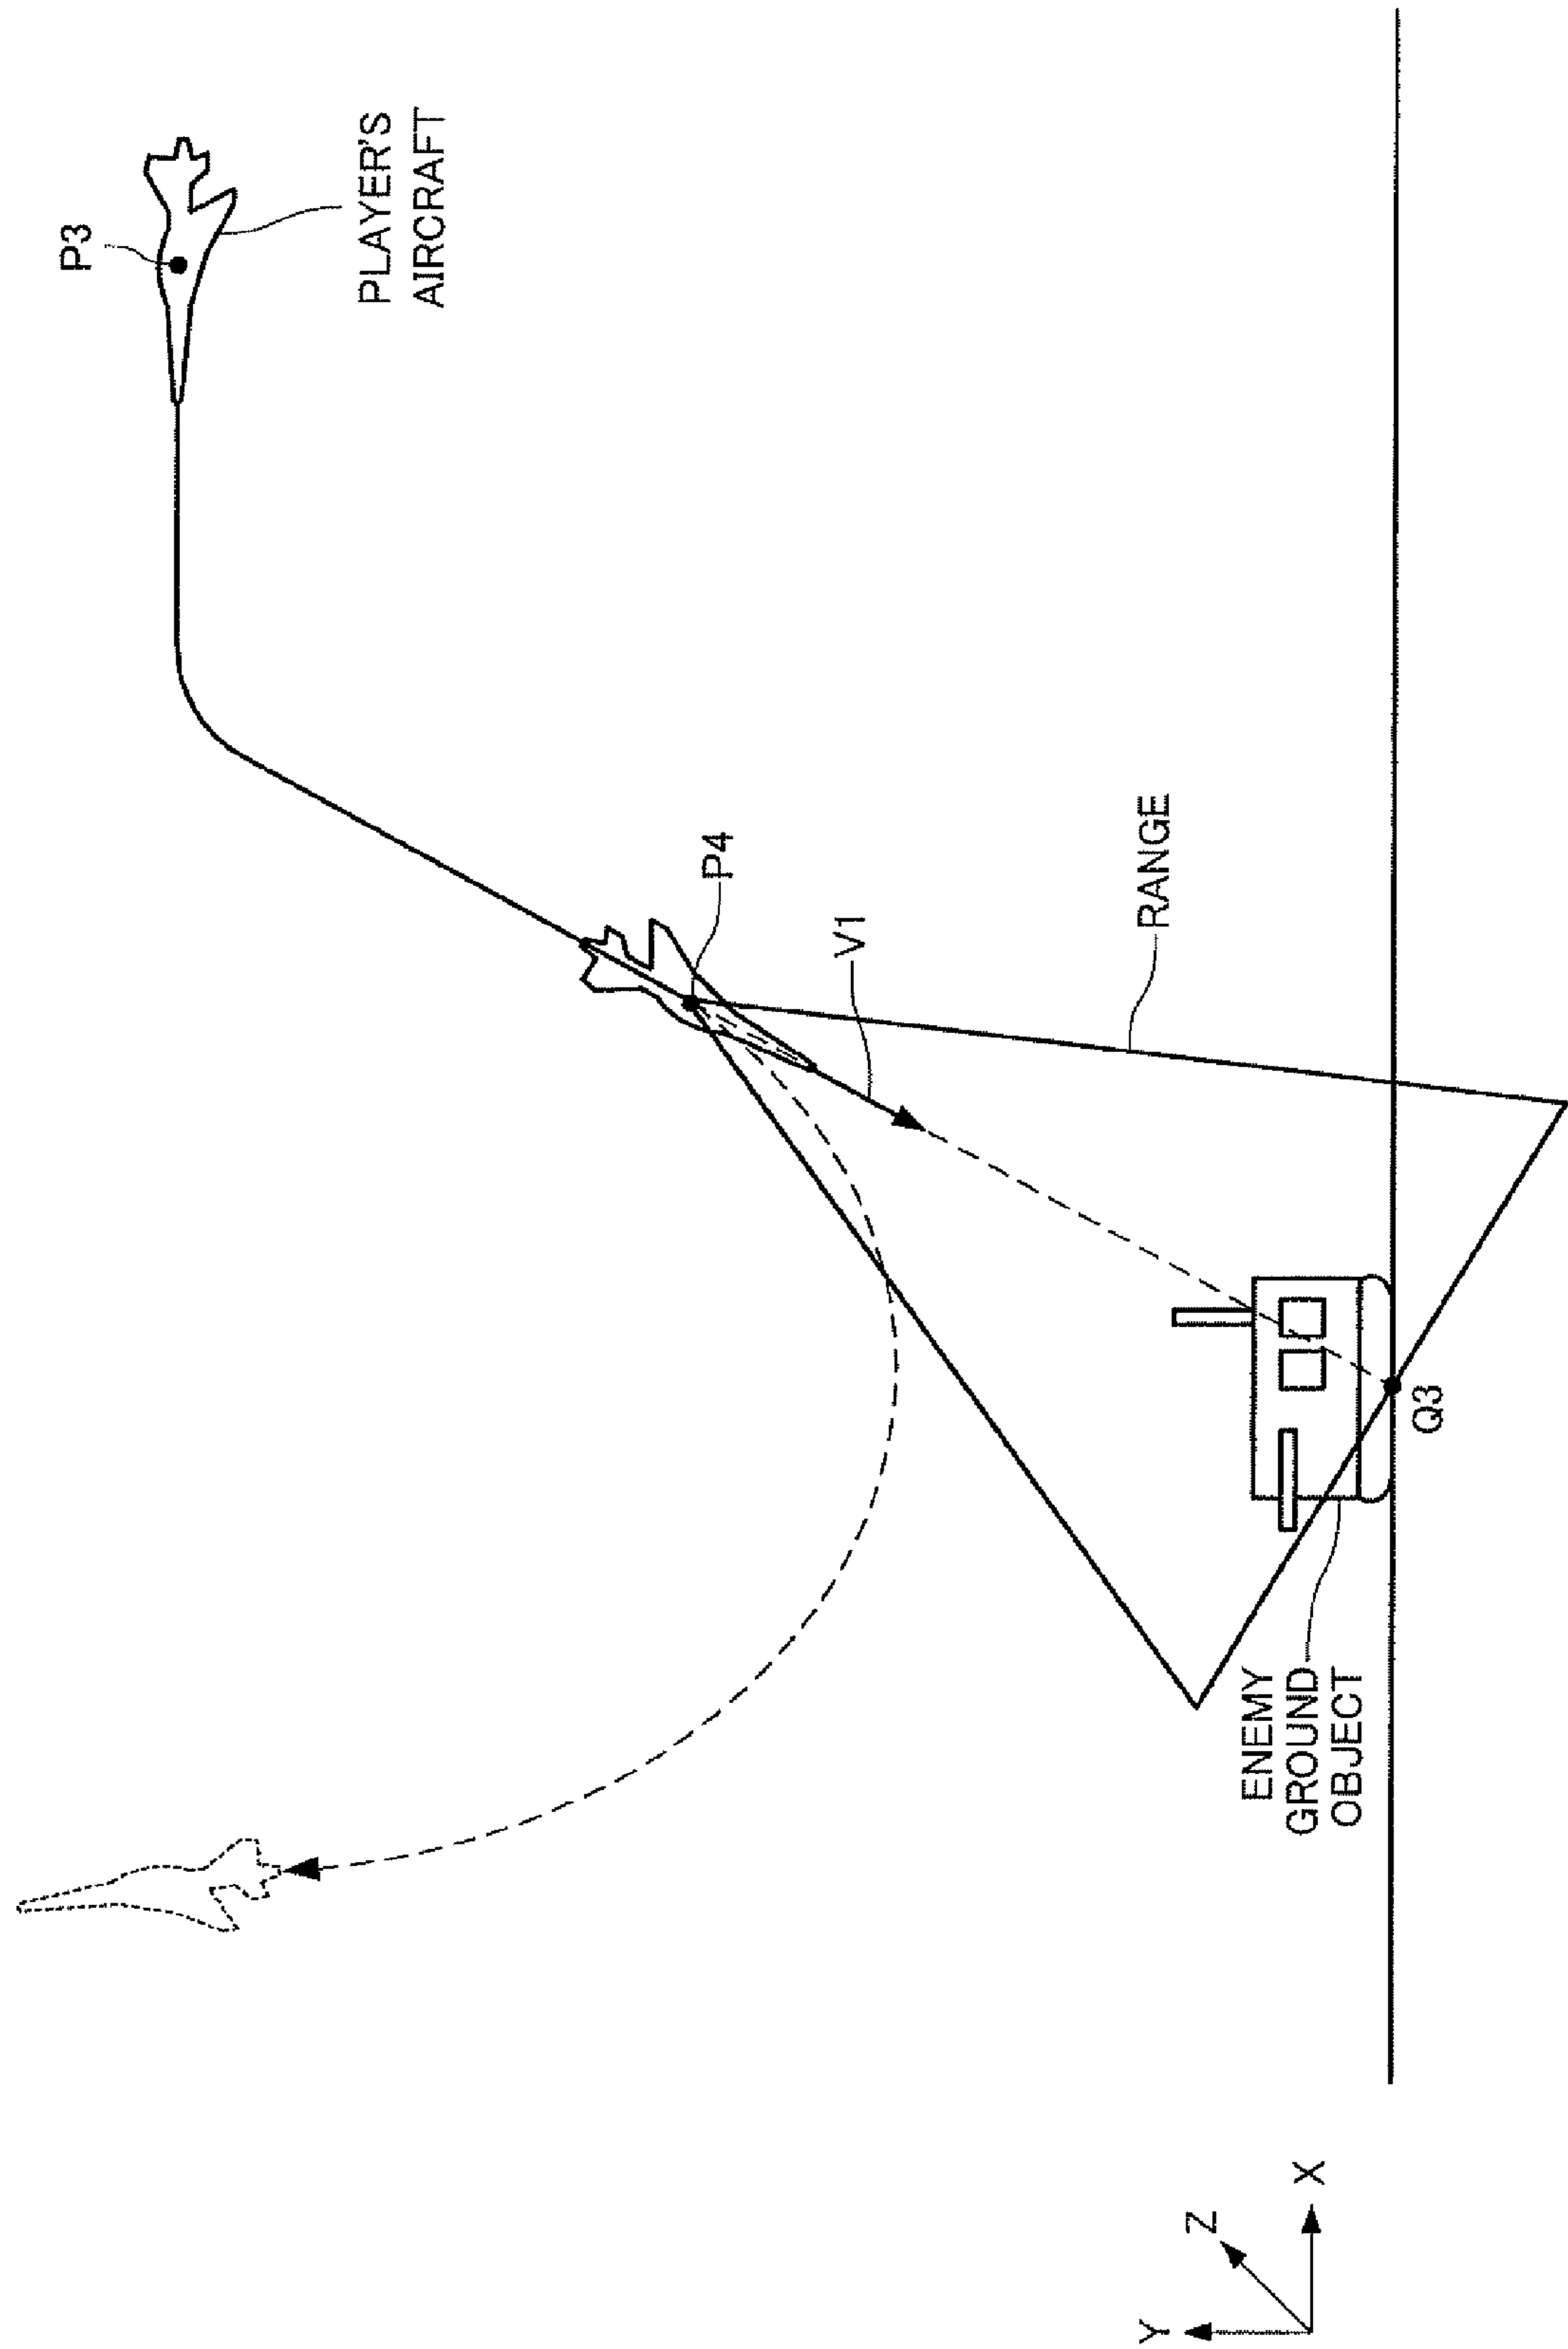 P3
PLAYER'S
AIRCRAFT
P4
V1
RANGE
Q3
ENEMY
GROUND
OBJECT
Y
Z
X